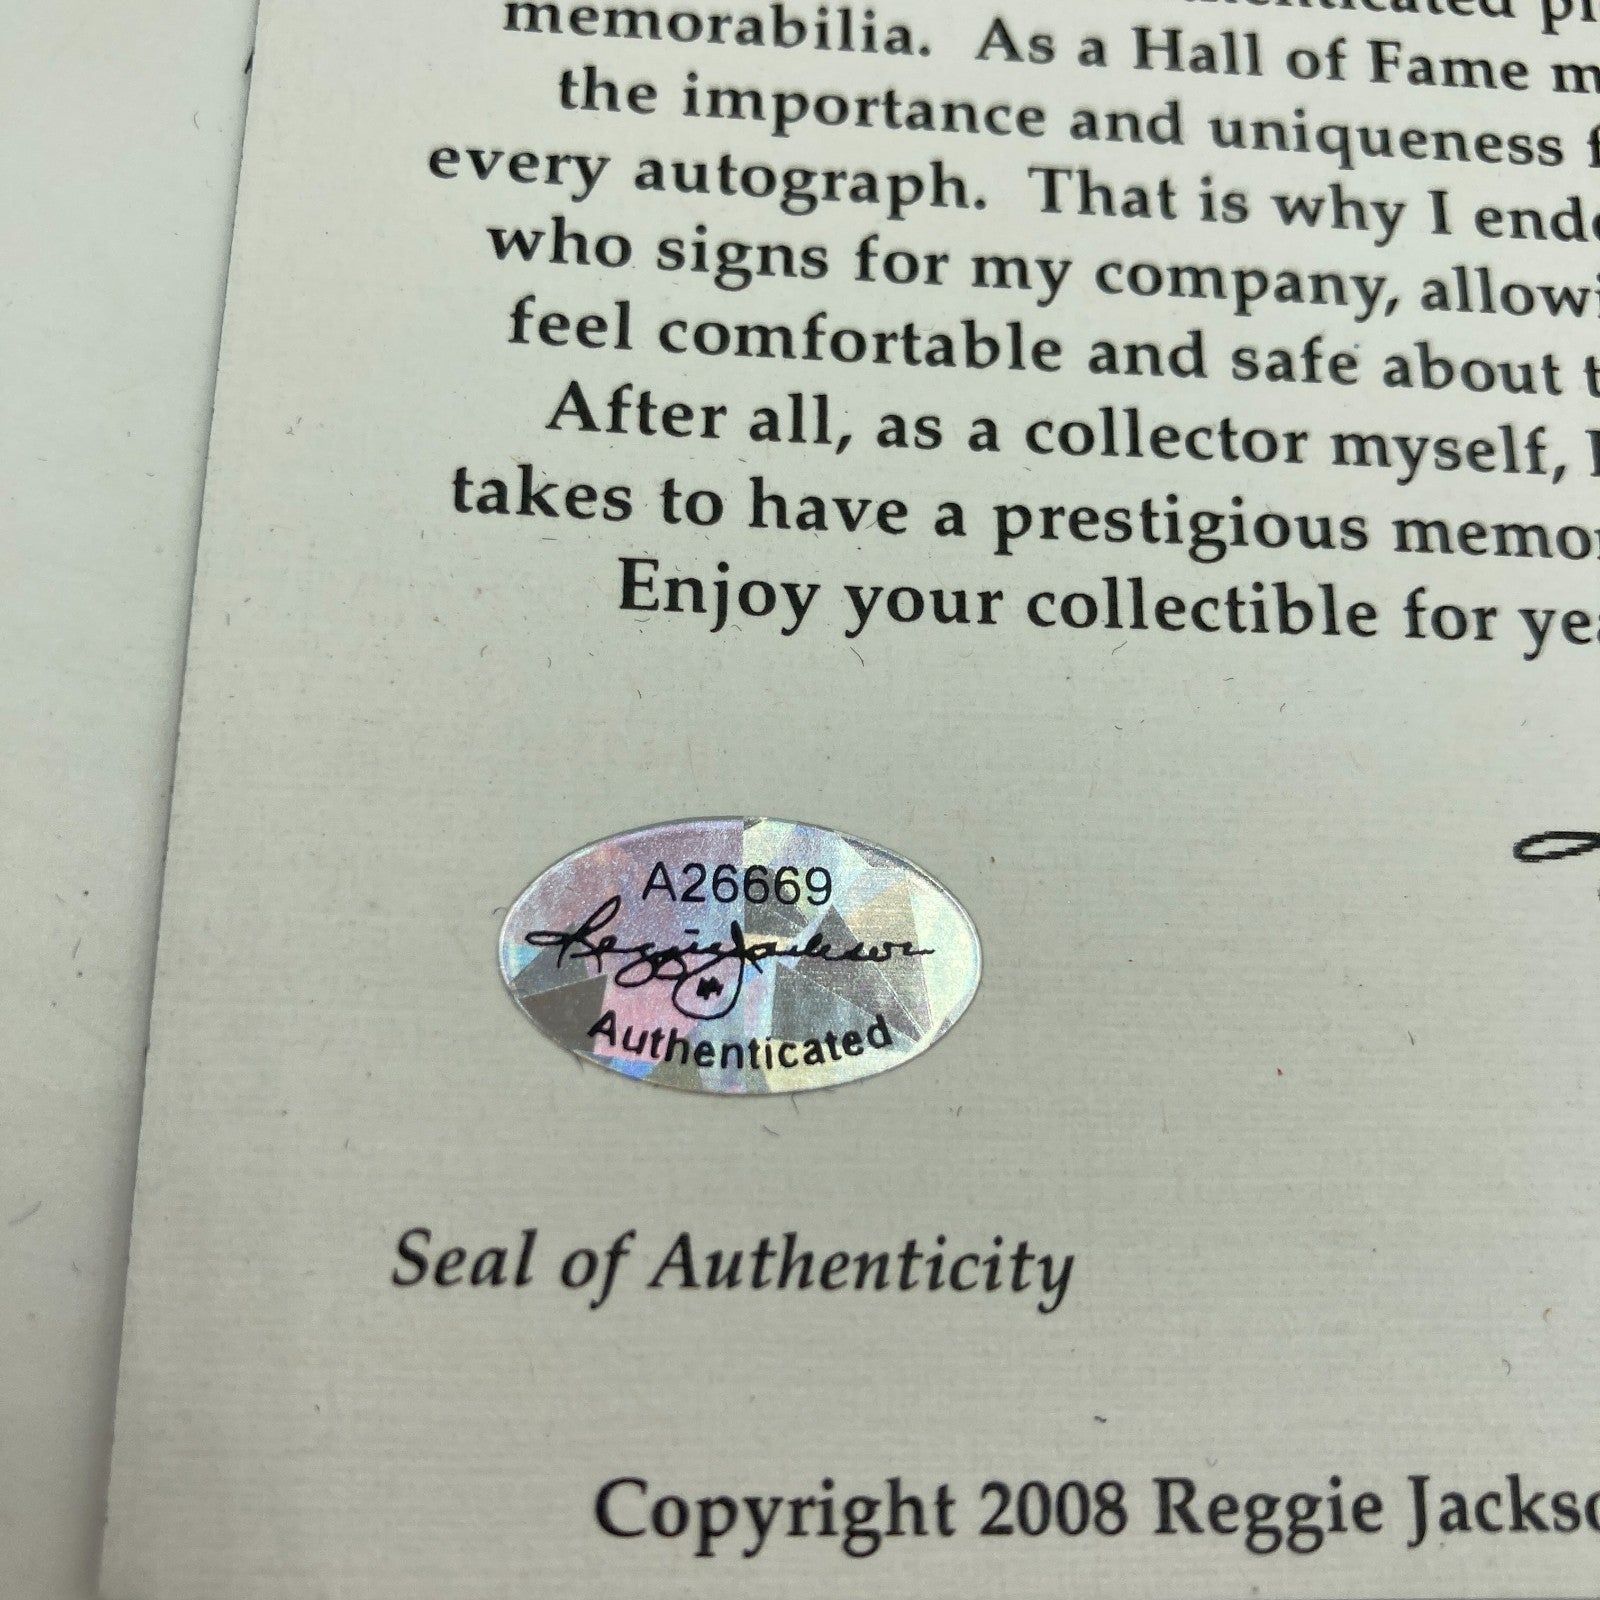 memorabilia. As a Hall of Fame
the importance and uniqueness
every autograph. That is why I
who signs for my company,
feel comfortable and safe about
After all, as a collector myself,
takes to have a prestigious
Enjoy your collectible for
A26669
Reggie Jackson
Authenticated
Seal of Authenticity
Copyright 2008 Reggie